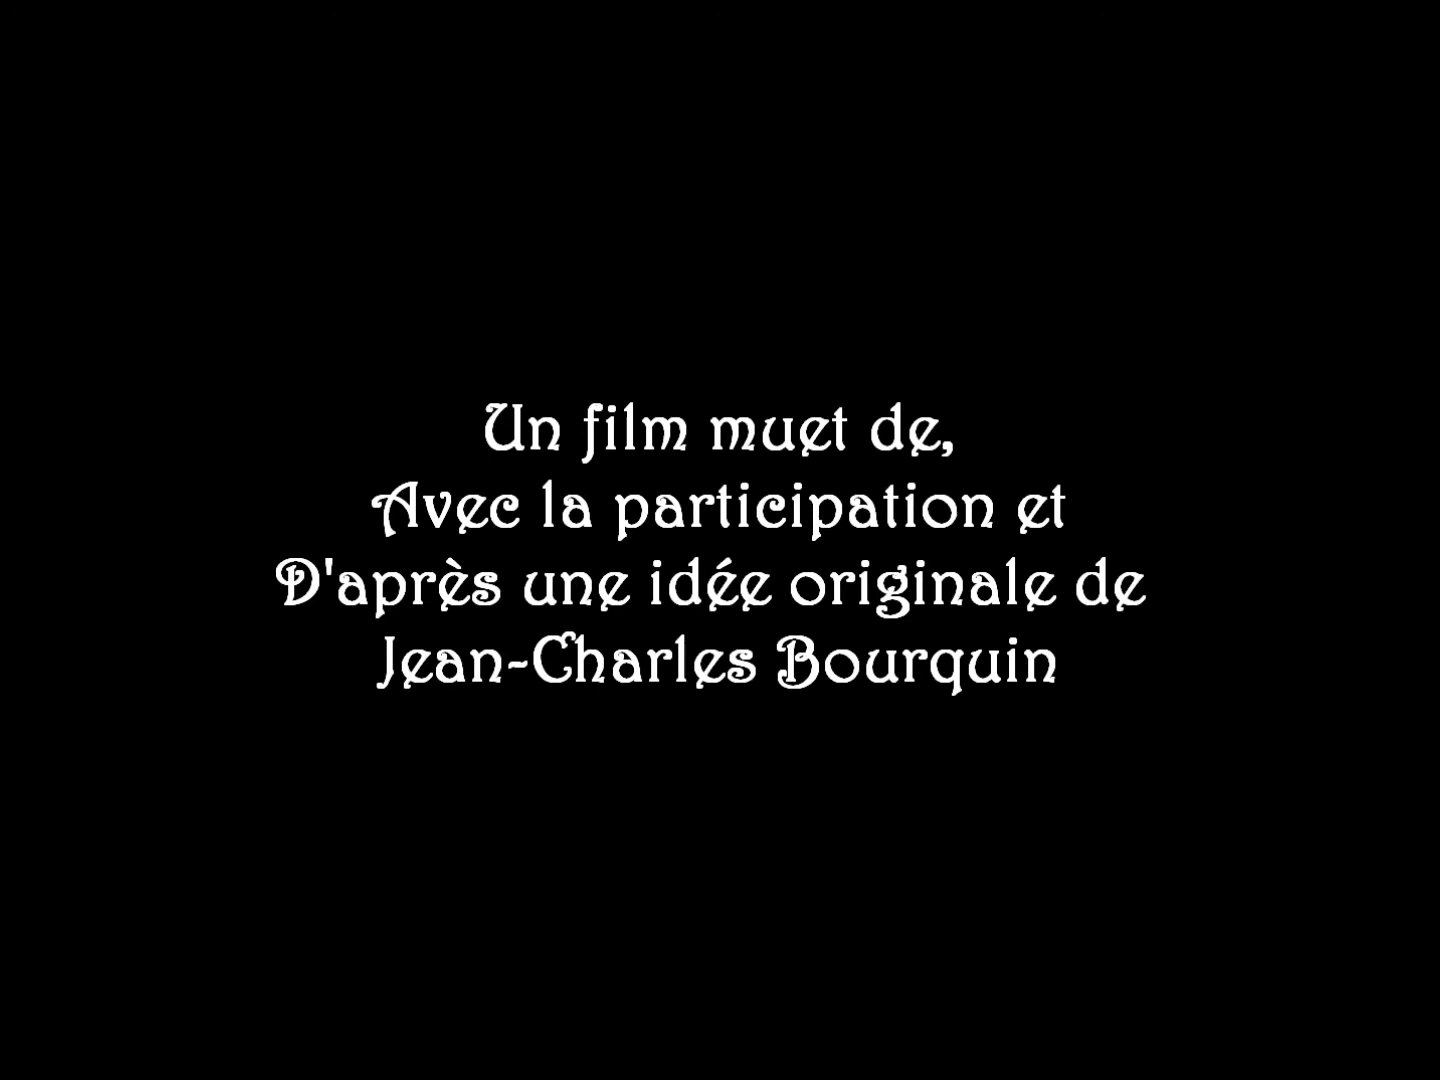 Un film muet de,
Avec la participation et
D'après une idée originale de
Jean-Charles Bourquin